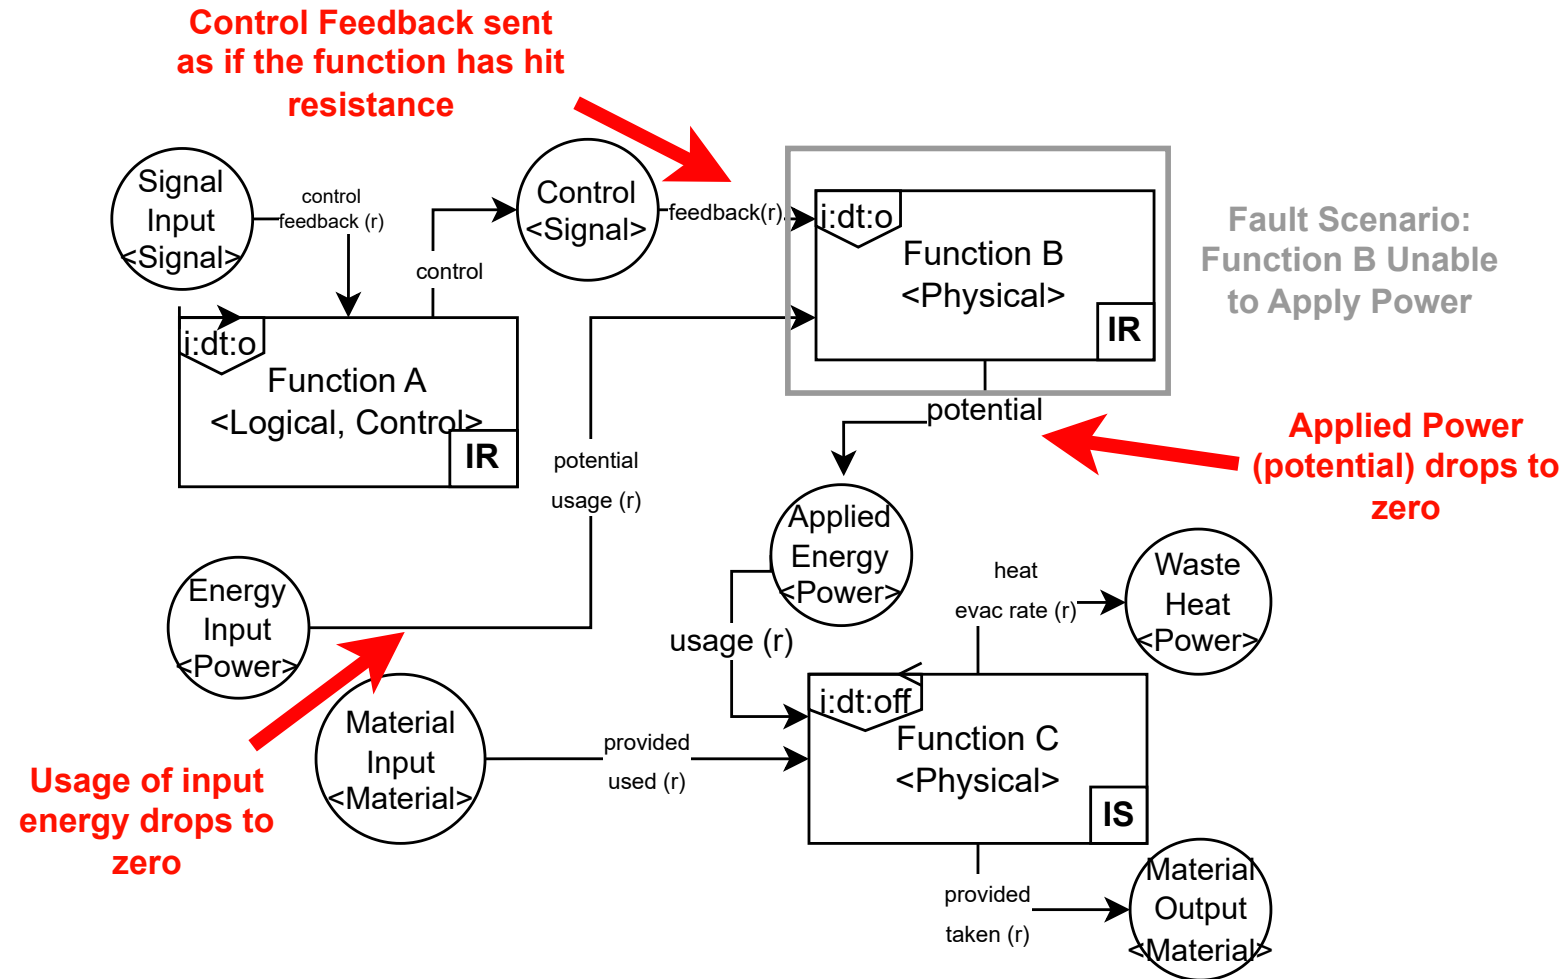 Control Feedback sent
as if the function has hit
resistance
Signal
Input
<Signal>
control
feedback (r)
Control
<Signal>
feedback(r)
control
i:dt:o
Function B
<Physical>
IR
Fault Scenario:
Function B Unable
to Apply Power
i:dt:o
Function A
<Logical, Control>
IR
potential
usage (r)
potential
Applied Power
(potential) drops to
zero
Applied
Energy
<Power>
Energy
Input
<Power>
usage (r)
heat
evac rate (r)
Waste
Heat
<Power>
Material
Input
<Material>
provided
used (r)
i:dt:off
Function C
<Physical>
IS
Usage of input
energy drops to
zero
provided
taken (r)
Material
Output
<Material>